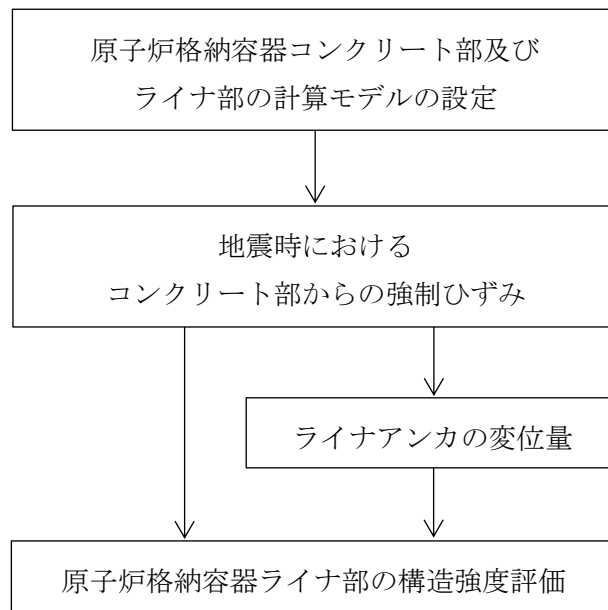 原子炉格納容器コンクリート部及び
ライナ部の計算モデルの設定
地震時における
コンクリート部からの強制ひずみ
ライナアンカの変位量
原子炉格納容器ライナ部の構造強度評価